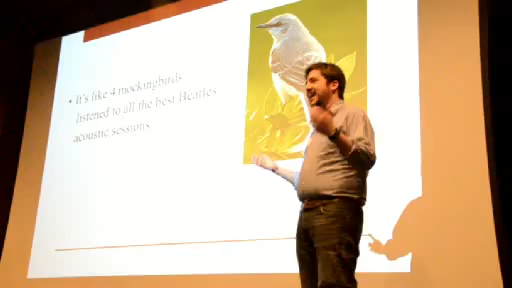 • It's like 4 mockingbirds
listened to all the best Beatles
acoustic sessions